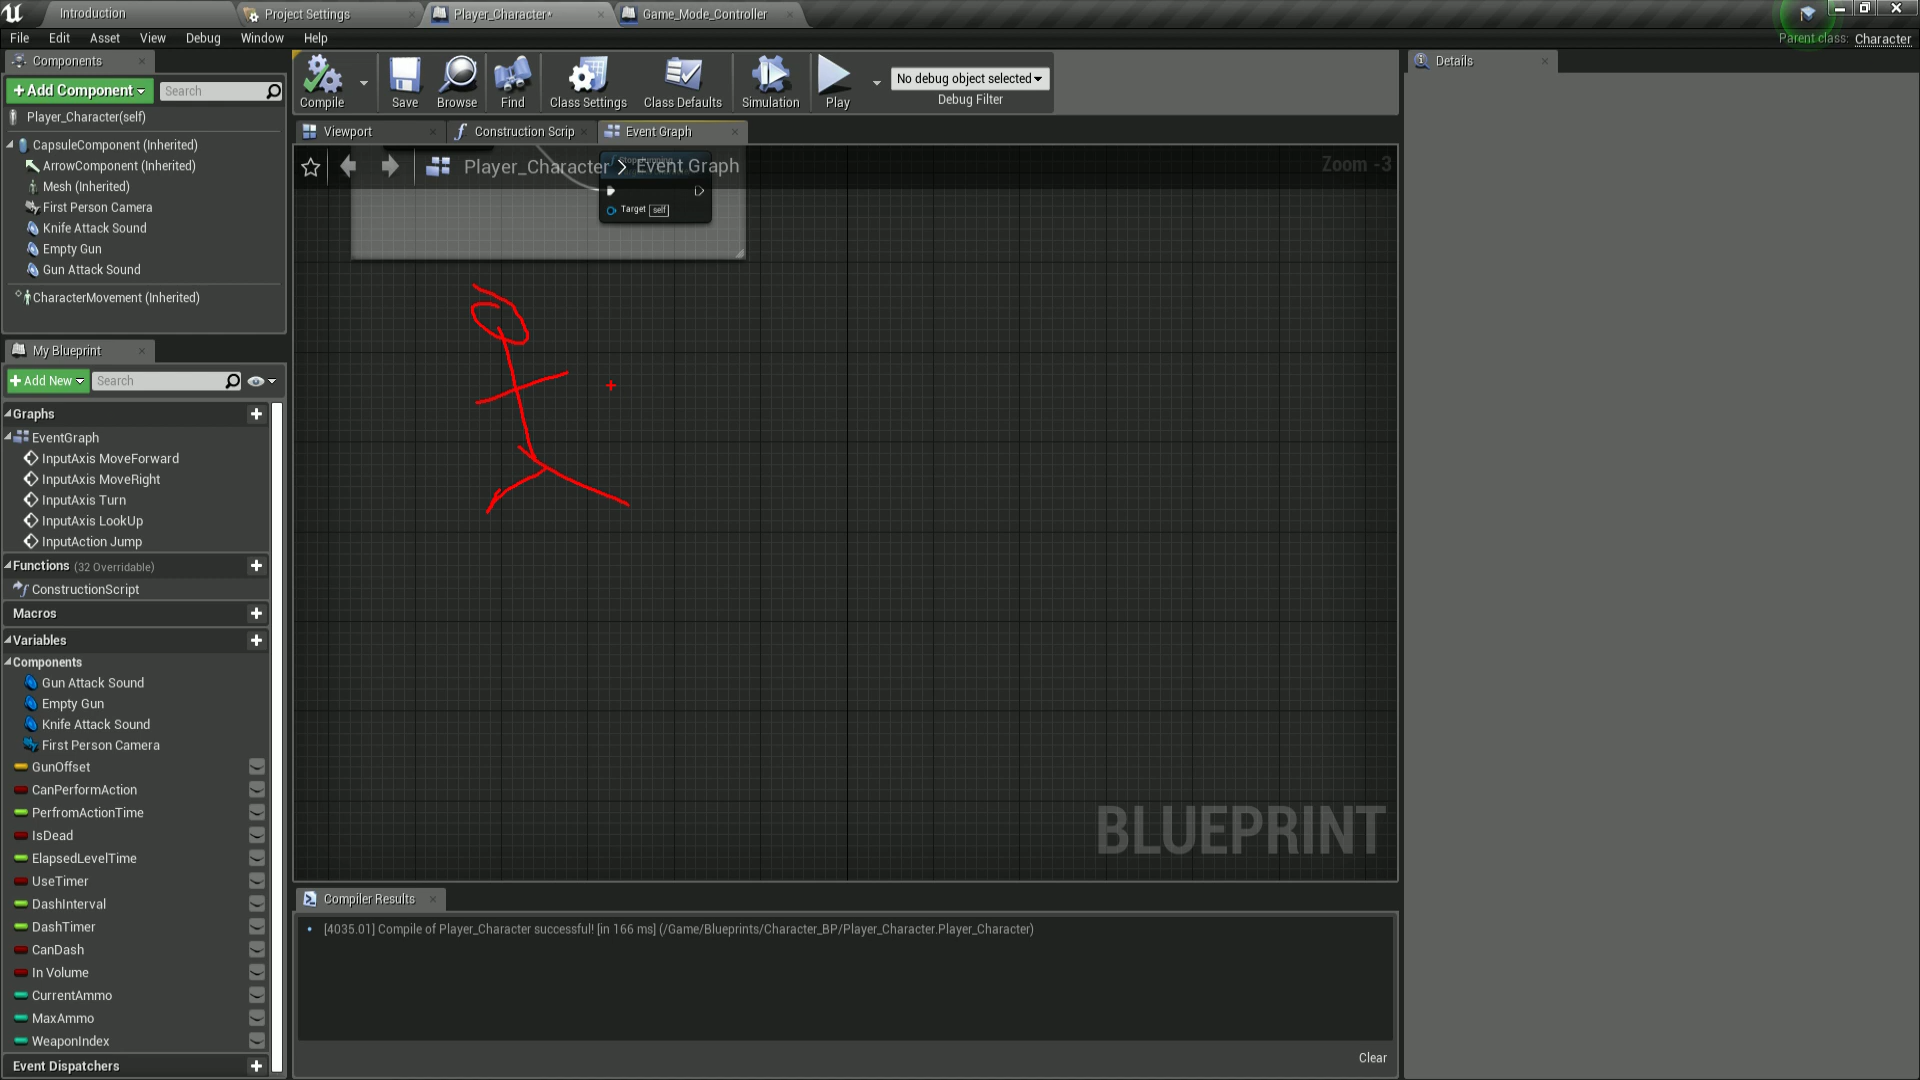 Introduction
Project Settings
Player_Character*
Game_Mode_Controller
File Edit Asset View Debug Window Help
Parent class: Character
Components
+Add Component
Search
Player_Character(self)
CapsuleComponent (Inherited)
ArrowComponent (Inherited)
Mesh (Inherited)
First Person Camera
Knife Attack Sound
Empty Gun
Gun Attack Sound
CharacterMovement (Inherited)
My Blueprint
+Add New
Search
Graphs
EventGraph
InputAxis MoveForward
InputAxis MoveRight
InputAxis Turn
InputAxis LookUp
InputAction Jump
Functions (32 Overridable)
ConstructionScript
Macros
Variables
Components
Gun Attack Sound
Empty Gun
Knife Attack Sound
First Person Camera
GunOffset
CanPerformAction
PerfromActionTime
IsDead
ElapsedLevelTime
UseTimer
DashInterval
DashTimer
CanDash
In Volume
CurrentAmmo
MaxAmmo
WeaponIndex
Event Dispatchers
Compile
Save
Browse
Find
Class Settings
Class Defaults
Simulation
Play
No debug object selected
Debug Filter
Viewport
Construction Scrip
Event Graph
Player_Character > Event Graph
Zoom -3
Target self
BLUEPRINT
Compiler Results
[4035.01] Compile of Player_Character successful! [in 166 ms] (/Game/Blueprints/Character_BP/Player_Character.Player_Character)
Clear
Details